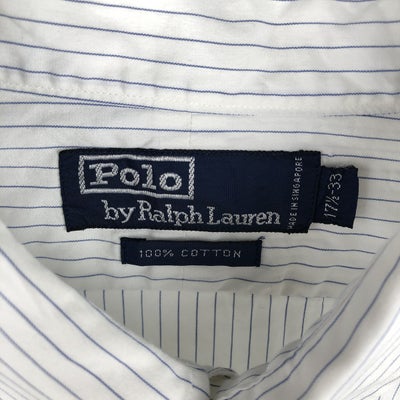 Polo
by Ralph Lauren
MADE IN SINGAPORE
17½-33
100% COTTON